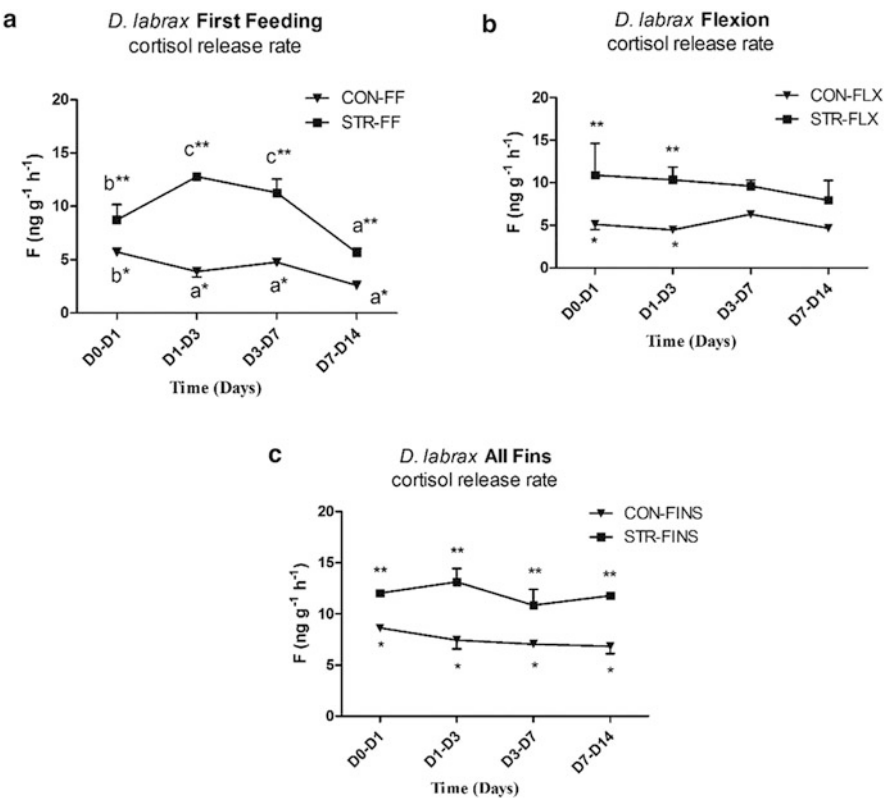 a
D. labrax First Feeding
cortisol release rate
CON-FF
STR-FF
F (ng g⁻¹ h⁻¹)
20
15
10
5
0
b**
c**
c**
a**
b*
a*
a*
a*
D0-D1
D1-D3
D3-D7
D7-D14
Time (Days)
b
D. labrax Flexion
cortisol release rate
CON-FLX
STR-FLX
F (ng g⁻¹ h⁻¹)
20
15
10
5
0
**
**
*
*
D0-D1
D1-D3
D3-D7
D7-D14
Time (Days)
c
D. labrax All Fins
cortisol release rate
CON-FINS
STR-FINS
F (ng g⁻¹ h⁻¹)
20
15
10
5
0
**
**
**
**
*
*
*
*
D0-D1
D1-D3
D3-D7
D7-D14
Time (Days)